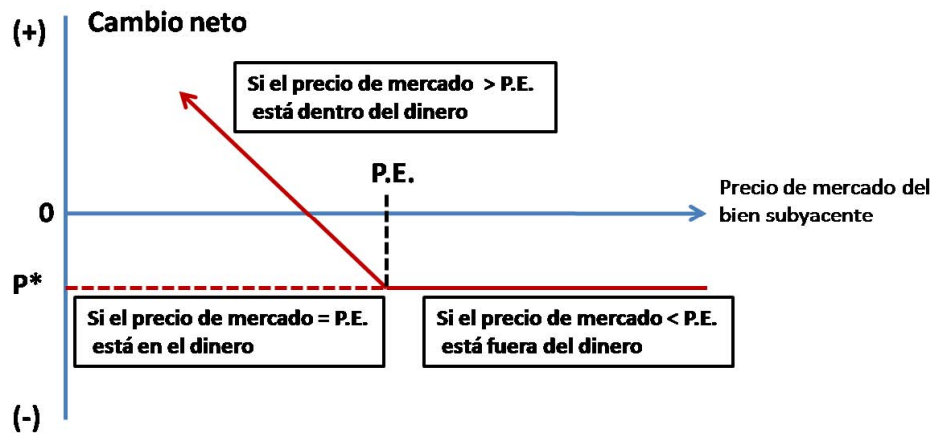 (+)
Cambio neto
Si el precio de mercado > P.E.
está dentro del dinero
P.E.
Precio de mercado del
bien subyacente
0
P*
Si el precio de mercado = P.E.
está en el dinero
Si el precio de mercado < P.E.
está fuera del dinero
(-)